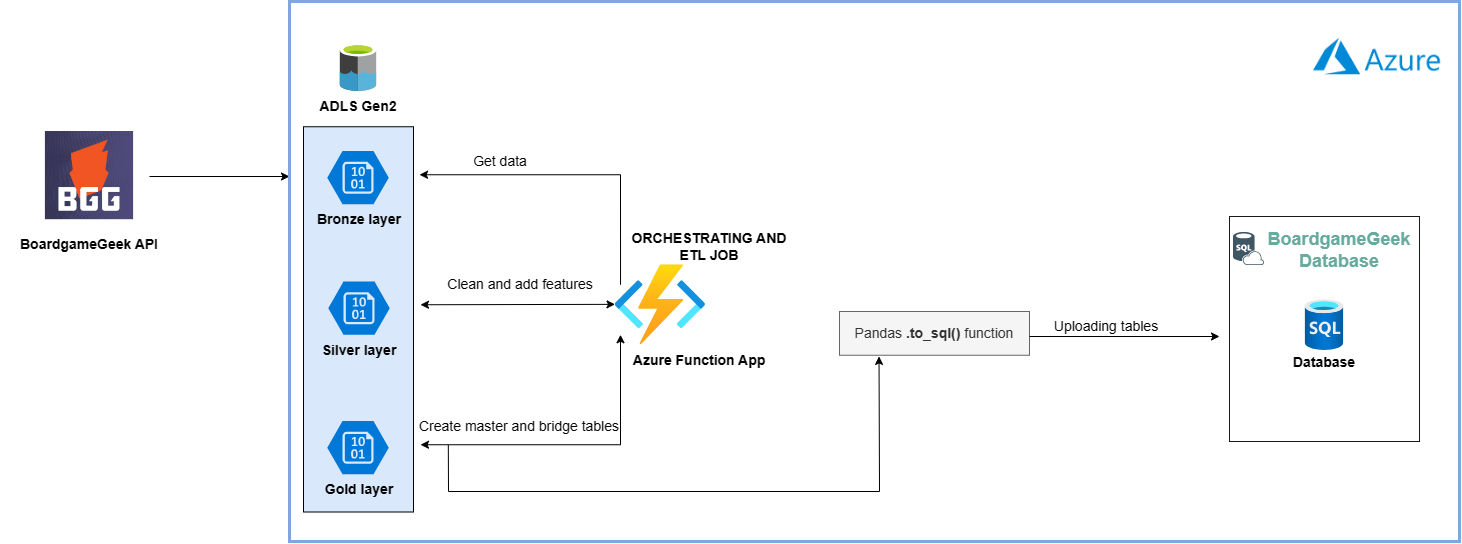 Azure
ADLS Gen2
BGG
BoardgameGeek API
10
01
Bronze layer
Get data
ORCHESTRATING AND
ETL JOB
Clean and add features
10
01
Silver layer
Azure Function App
Create master and bridge tables
10
01
Gold layer
Pandas .to_sql() function
Uploading tables
SQL
BoardgameGeek
Database
SQL
Database